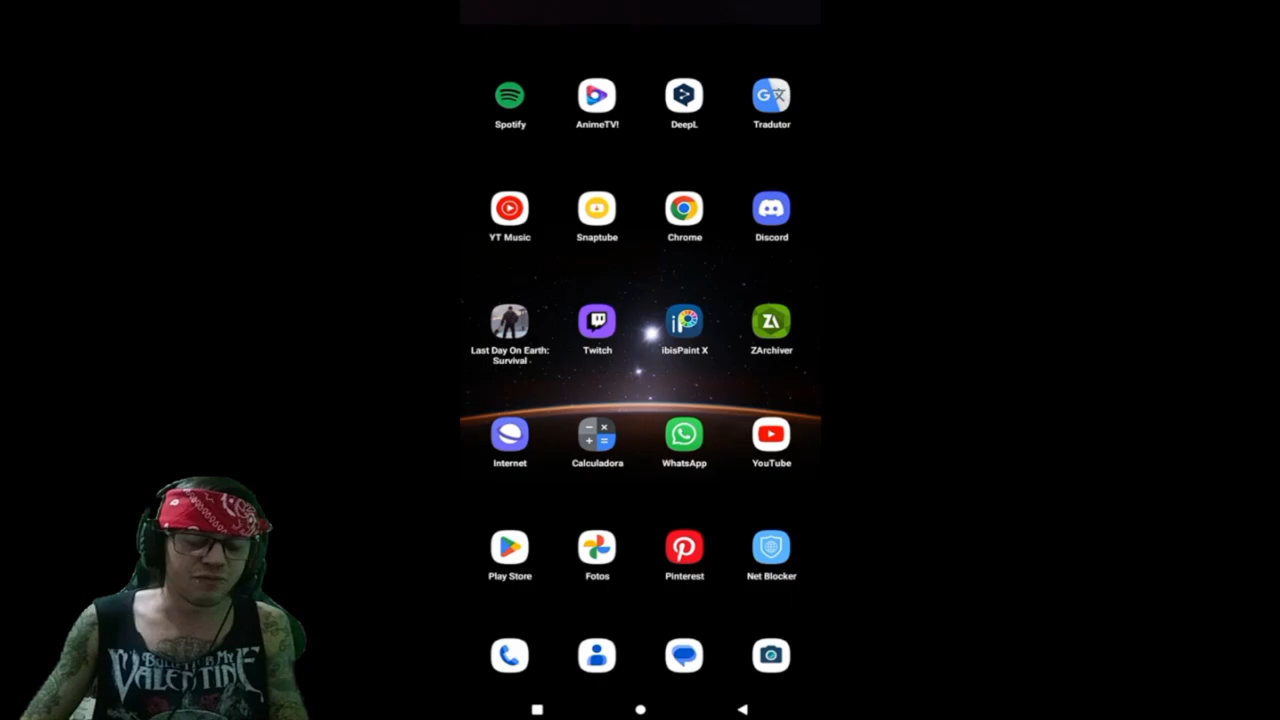 Spotify
AnimeTV!
DeepL
Tradutor
YT Music
Snaptube
Chrome
Discord
Last Day On Earth:
Survival
Twitch
ibisPaint X
ZArchiver
Internet
Calculadora
WhatsApp
YouTube
Play Store
Fotos
Pinterest
Net Blocker
BULLET FOR MY
VALENTINE